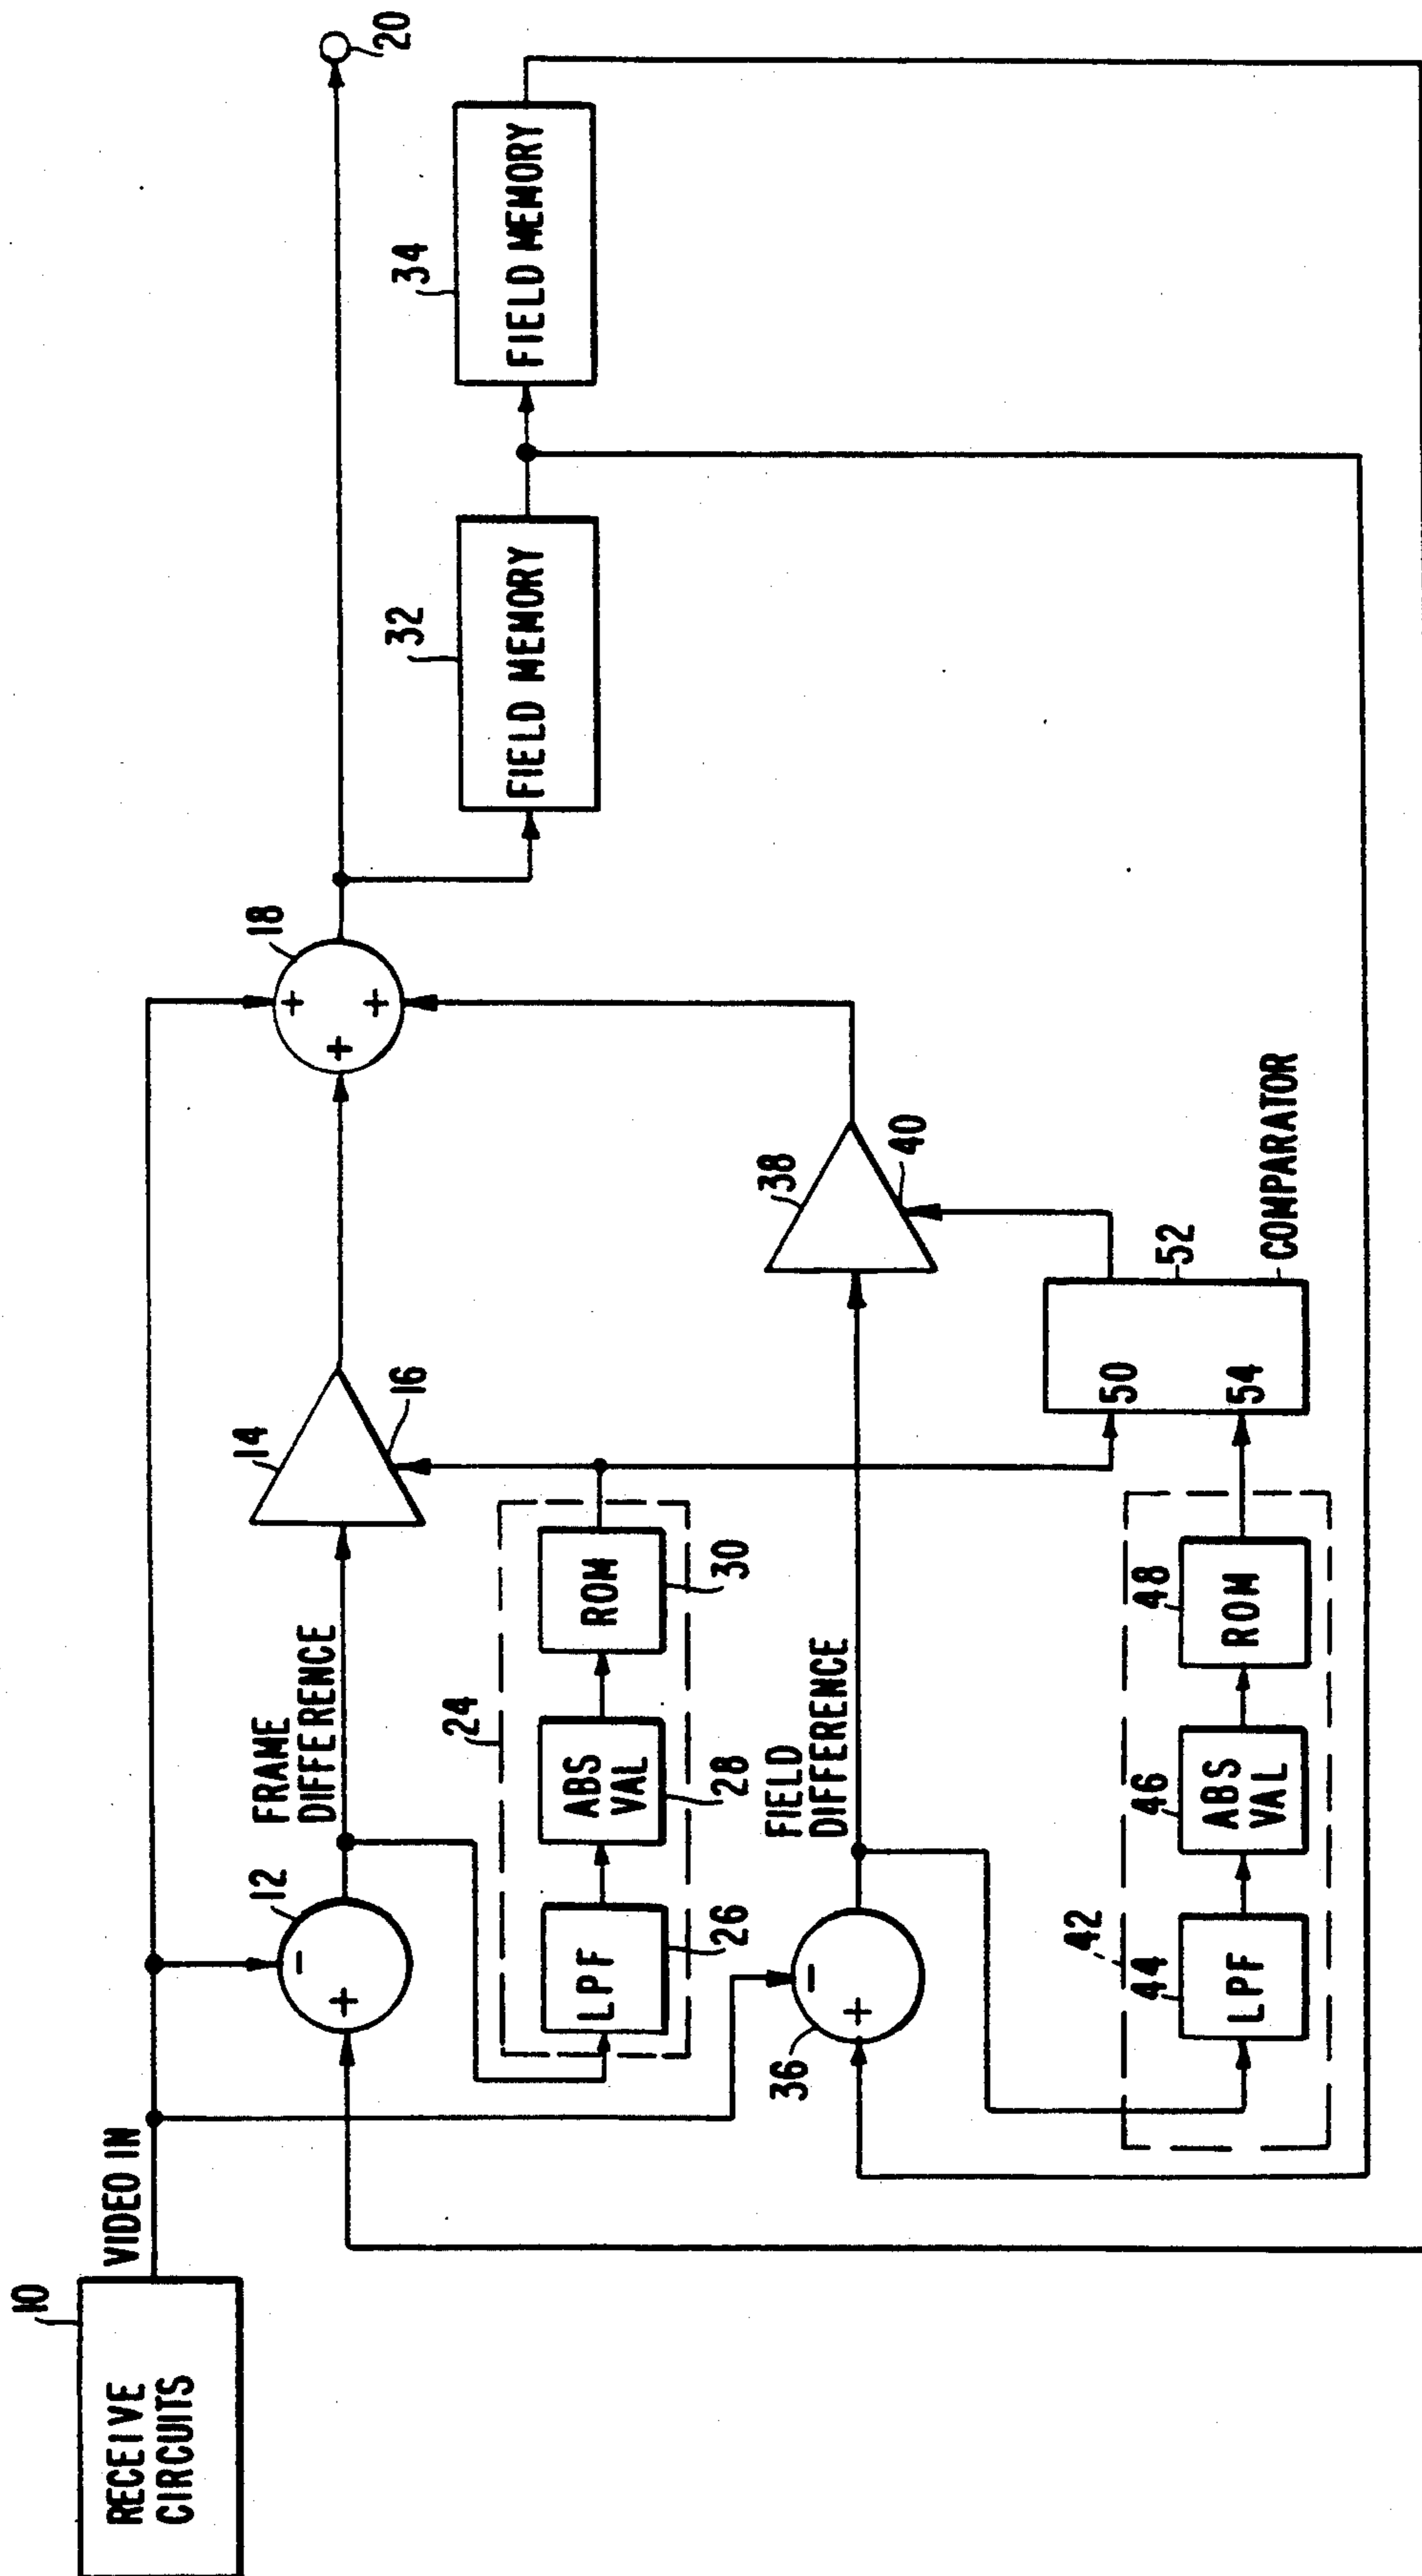 10
RECEIVE
CIRCUITS
VIDEO IN
12
-
+
FRAME
DIFFERENCE
14
16
18
+
+
+
20
24
LPF
26
ABS
VAL
28
ROM
30
32
FIELD MEMORY
34
FIELD MEMORY
36
-
+
FIELD
DIFFERENCE
38
40
42
44
LPF
46
ABS
VAL
48
ROM
50
54
52
COMPARATOR